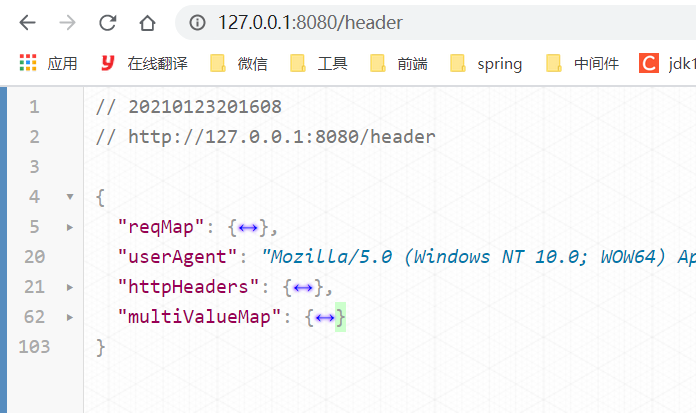 127.0.0.1:8080/header
应用 在线翻译 微信 工具 前端 spring 中间件 C jdk1
1 // 20210123201608
2 // http://127.0.0.1:8080/header
3
4 {
5 "reqMap": {↔},
20 "userAgent": "Mozilla/5.0 (Windows NT 10.0; WOW64) Ap
21 "httpHeaders": {↔},
62 "multiValueMap": {↔}
103 }